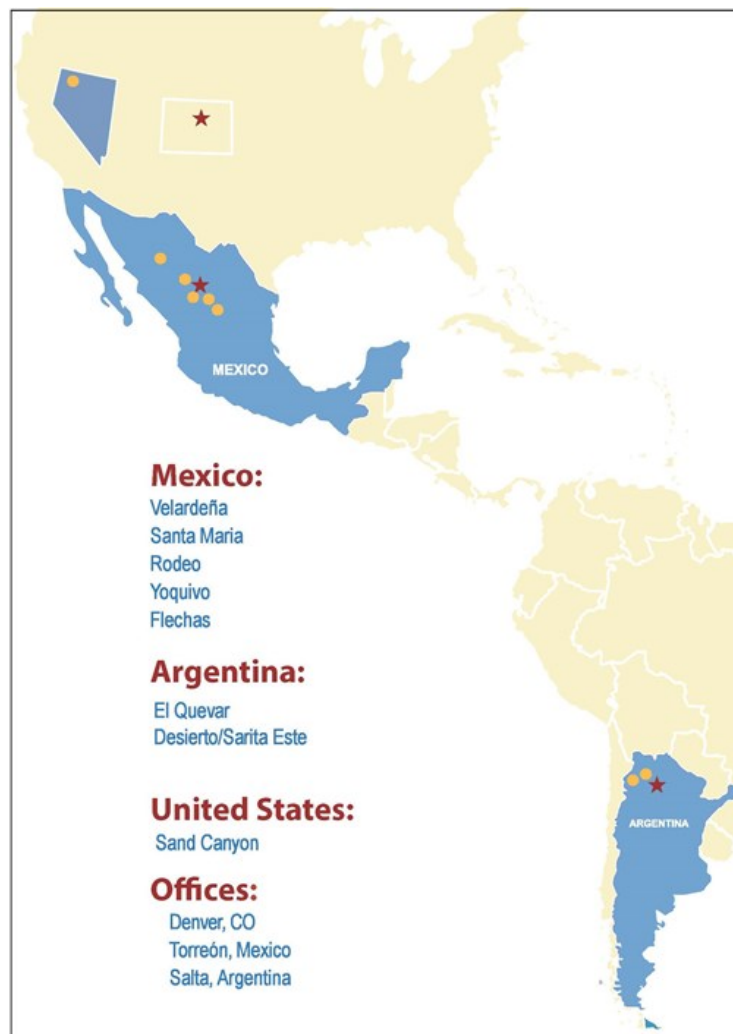 MEXICO
Mexico:
Velardeña
Santa Maria
Rodeo
Yoquivo
Flechas
Argentina:
El Quevar
Desierto/Sarita Este
ARGENTINA
United States:
Sand Canyon
Offices:
Denver, CO
Torreón, Mexico
Salta, Argentina